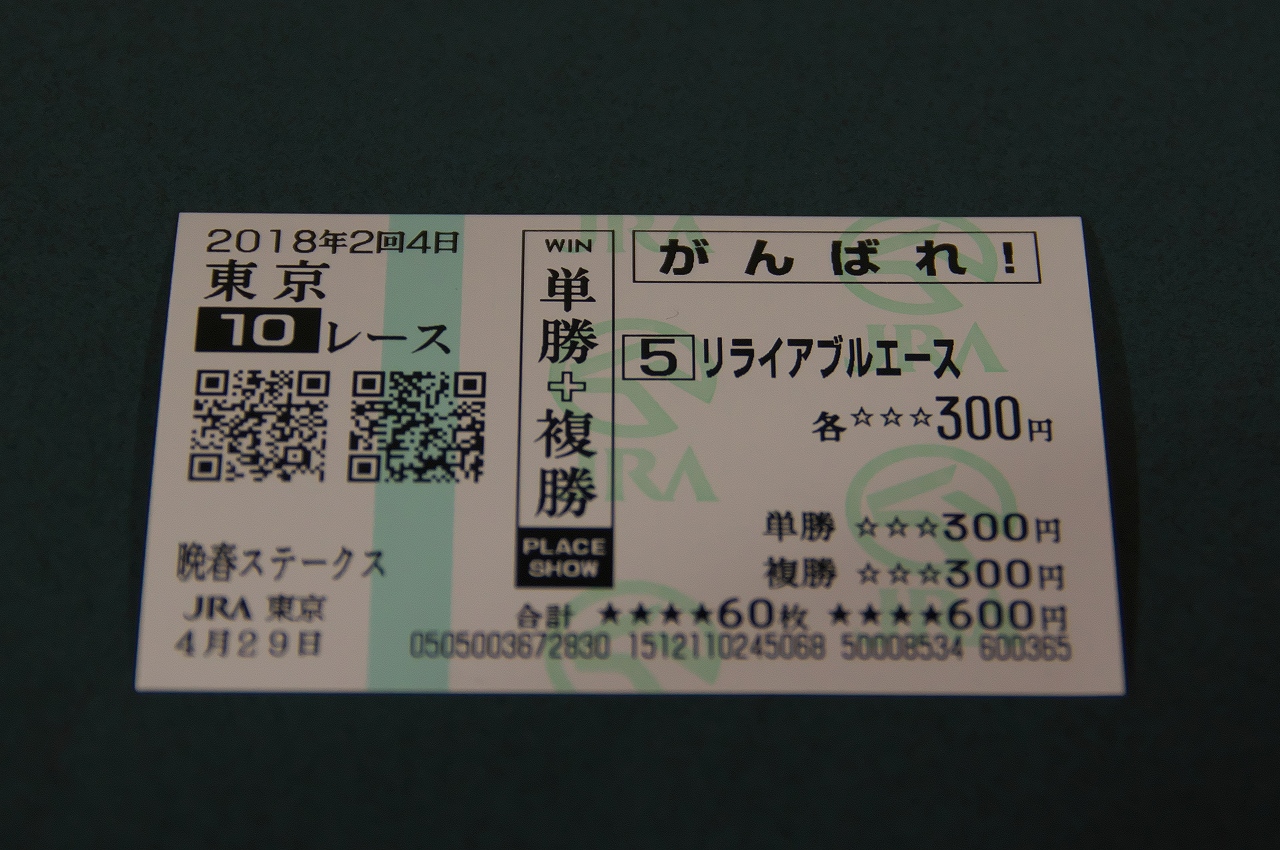 2018年2回4日
東京
10レース
晩春ステークス
JRA 東京
4月29日
WIN
単勝+複勝
PLACE
SHOW
がんばれ!
5 リライアブルエース
各☆☆☆300円
単勝 ☆☆☆300円
複勝 ☆☆☆300円
合計 ★★★★60枚 ★★★★600円
0505003672830 1512110245068 50008534 600365
JRA
JRA
JRA